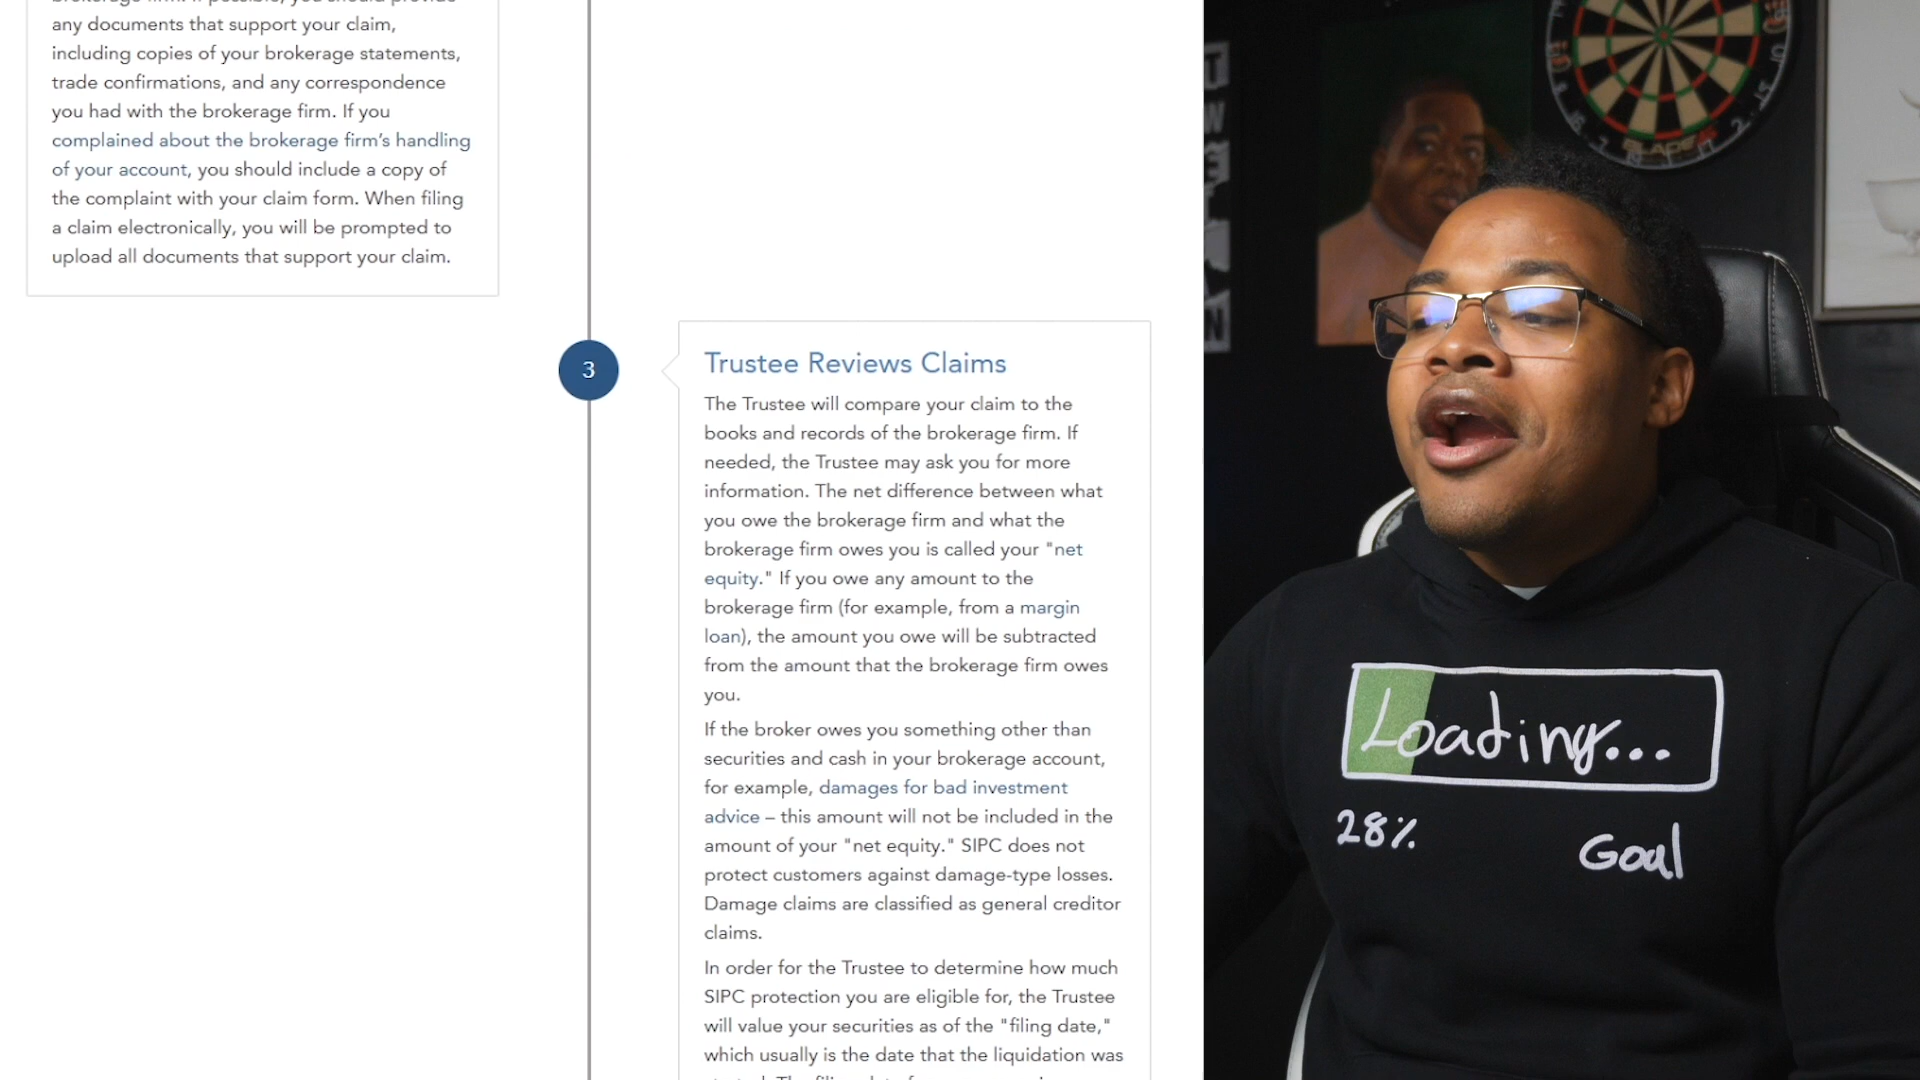 any documents that support your claim,
including copies of your brokerage statements,
trade confirmations, and any correspondence
you had with the brokerage firm. If you
complained about the brokerage firm's handling
of your account, you should include a copy of
the complaint with your claim form. When filing
a claim electronically, you will be prompted to
upload all documents that support your claim.
3
Trustee Reviews Claims
The Trustee will compare your claim to the
books and records of the brokerage firm. If
needed, the Trustee may ask you for more
information. The net difference between what
you owe the brokerage firm and what the
brokerage firm owes you is called your "net
equity." If you owe any amount to the
brokerage firm (for example, from a margin
loan), the amount you owe will be subtracted
from the amount that the brokerage firm owes
you.
If the broker owes you something other than
securities and cash in your brokerage account,
for example, damages for bad investment
advice – this amount will not be included in the
amount of your "net equity." SIPC does not
protect customers against damage-type losses.
Damage claims are classified as general creditor
claims.
In order for the Trustee to determine how much
SIPC protection you are eligible for, the Trustee
will value your securities as of the "filing date,"
which usually is the date that the liquidation was
BLADE
Loading...
28%
Goal